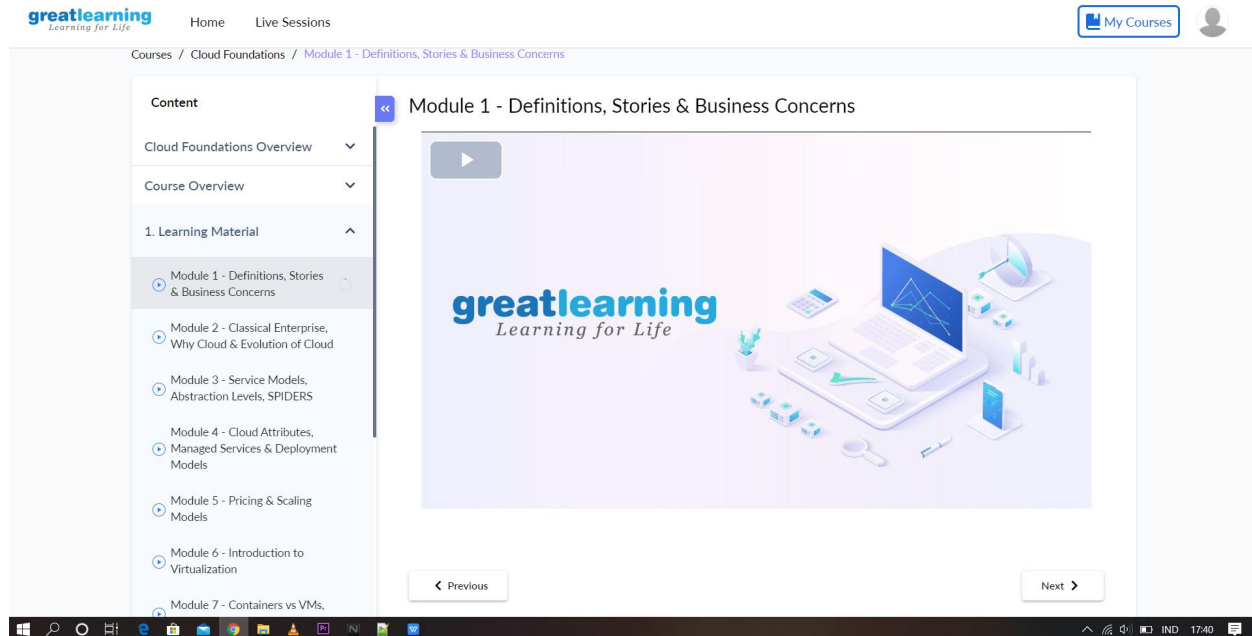 greatlearning
Learning for Life
Home
Live Sessions
My Courses
Courses / Cloud Foundations / Module 1 - Definitions, Stories & Business Concerns
Content
Cloud Foundations Overview
Course Overview
1. Learning Material
Module 1 - Definitions, Stories
& Business Concerns
Module 2 - Classical Enterprise,
Why Cloud & Evolution of Cloud
Module 3 - Service Models,
Abstraction Levels, SPIDERS
Module 4 - Cloud Attributes,
Managed Services & Deployment
Models
Module 5 - Pricing & Scaling
Models
Module 6 - Introduction to
Virtualization
Module 7 - Containers vs VMs,
Module 1 - Definitions, Stories & Business Concerns
greatlearning
Learning for Life
Previous
Next
Pr
N
W
IND
17:40